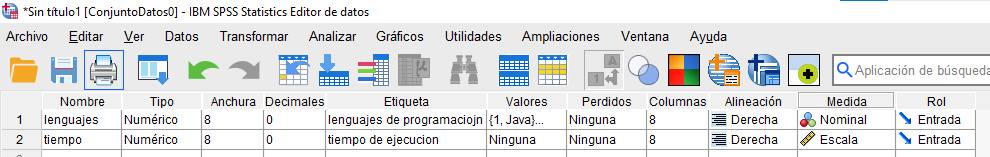 *Sin título1 [ConjuntoDatos0] - IBM SPSS Statistics Editor de datos
Archivo Editar Ver Datos Transformar Analizar Gráficos Utilidades Ampliaciones Ventana Ayuda
Aplicación de búsqueda
Nombre Tipo Anchura Decimales Etiqueta Valores Perdidos Columnas Alineación Medida Rol
1 lenguajes Numérico 8 0 lenguajes de programaciojn {1, Java}... Ninguna 8 Derecha Nominal Entrada
2 tiempo Numérico 8 0 tiempo de ejecucion Ninguna Ninguna 8 Derecha Escala Entrada